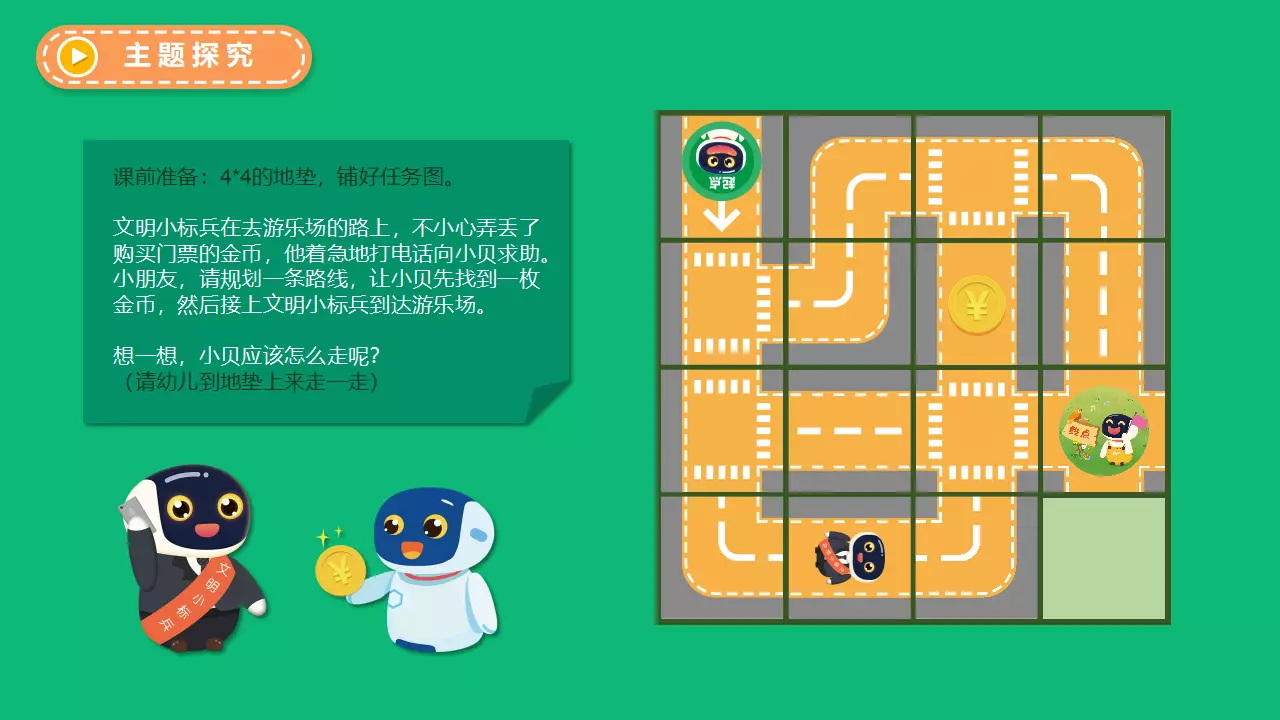 主题探究
课前准备：4*4的地垫，铺好任务图。
文明小标兵在去游乐场的路上，不小心弄丢了
购买门票的金币，他着急地打电话向小贝求助。
小朋友，请规划一条路线，让小贝先找到一枚
金币，然后接上文明小标兵到达游乐场。
想一想，小贝应该怎么走呢？
（请幼儿到地垫上来走一走）
起点
¥
终点
文明小标兵
¥
文明小标兵